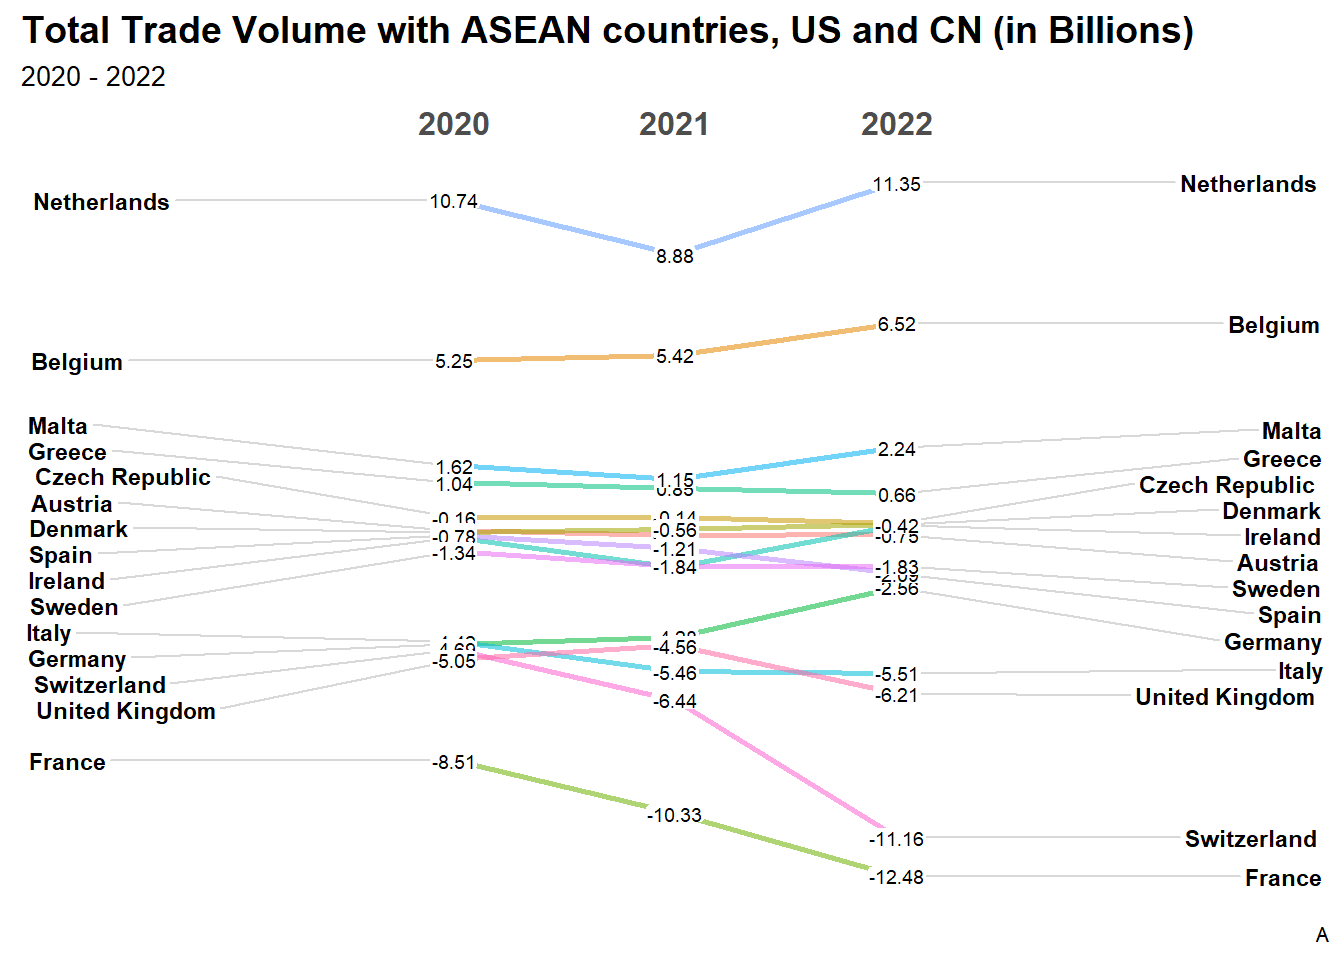 Total Trade Volume with ASEAN countries, US and CN (in Billions)
2020 - 2022
2020 2021 2022
Netherlands 10.74 8.88 11.35 Netherlands
Belgium 5.25 5.42 6.52 Belgium
Malta 1.62 1.15 2.24 Malta
Greece 1.04 0.85 0.66 Greece
Czech Republic -0.16 -0.14 Czech Republic
Austria -0.56 -0.42 Denmark
Denmark -0.78 -0.75 Ireland
Spain -1.21 Austria
Ireland -1.34 -1.84 -1.83 Sweden
Sweden -2.56 Spain
Italy Germany
Germany -4.56 Italy
Switzerland -5.05 -5.46 -5.51
United Kingdom -6.44 -6.21 United Kingdom
France -8.51 -10.33
-11.16 Switzerland
-12.48 France
A